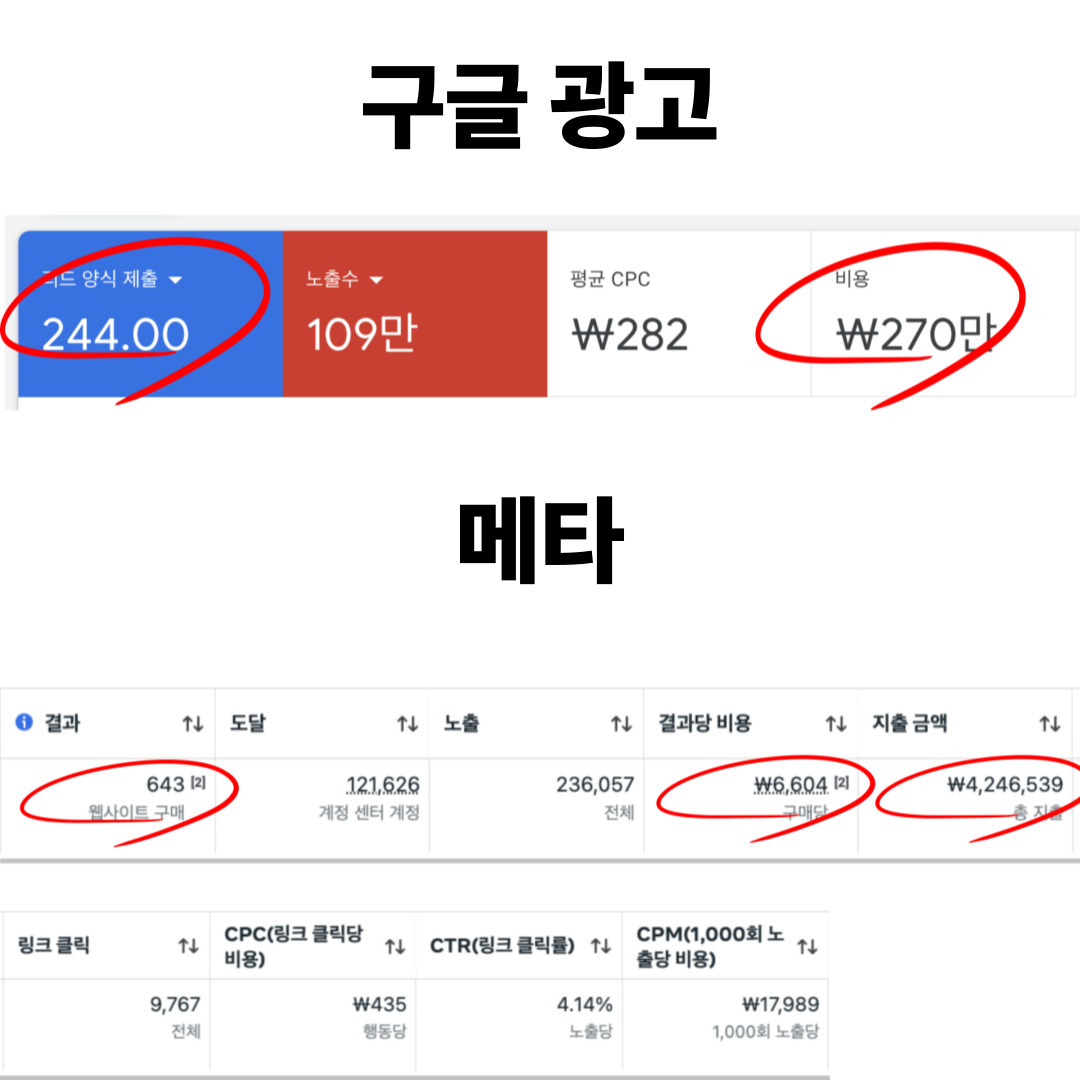 구글 광고
리드 양식 제출 노출수 평균 CPC 비용
244.00 109만 ₩282 ₩270만
메타
결과 도달 노출 결과당 비용 지출 금액
643 [2] 121,626 236,057 ₩6,604 [2] ₩4,246,539
웹사이트 구매 계정 센터 계정 전체 구매당 총 지출
링크 클릭 CPC(링크 클릭당 비용) CTR(링크 클릭률) CPM(1,000회 노출당 비용)
9,767 ₩435 4.14% ₩17,989
전체 행동당 노출당 1,000회 노출당